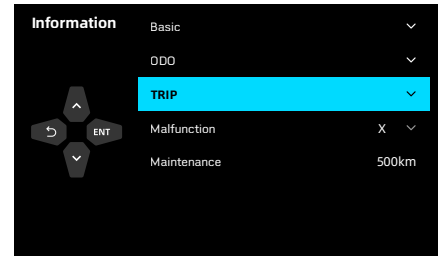 Information
Basic
ODO
TRIP
Malfunction X
Maintenance 500km
ENT